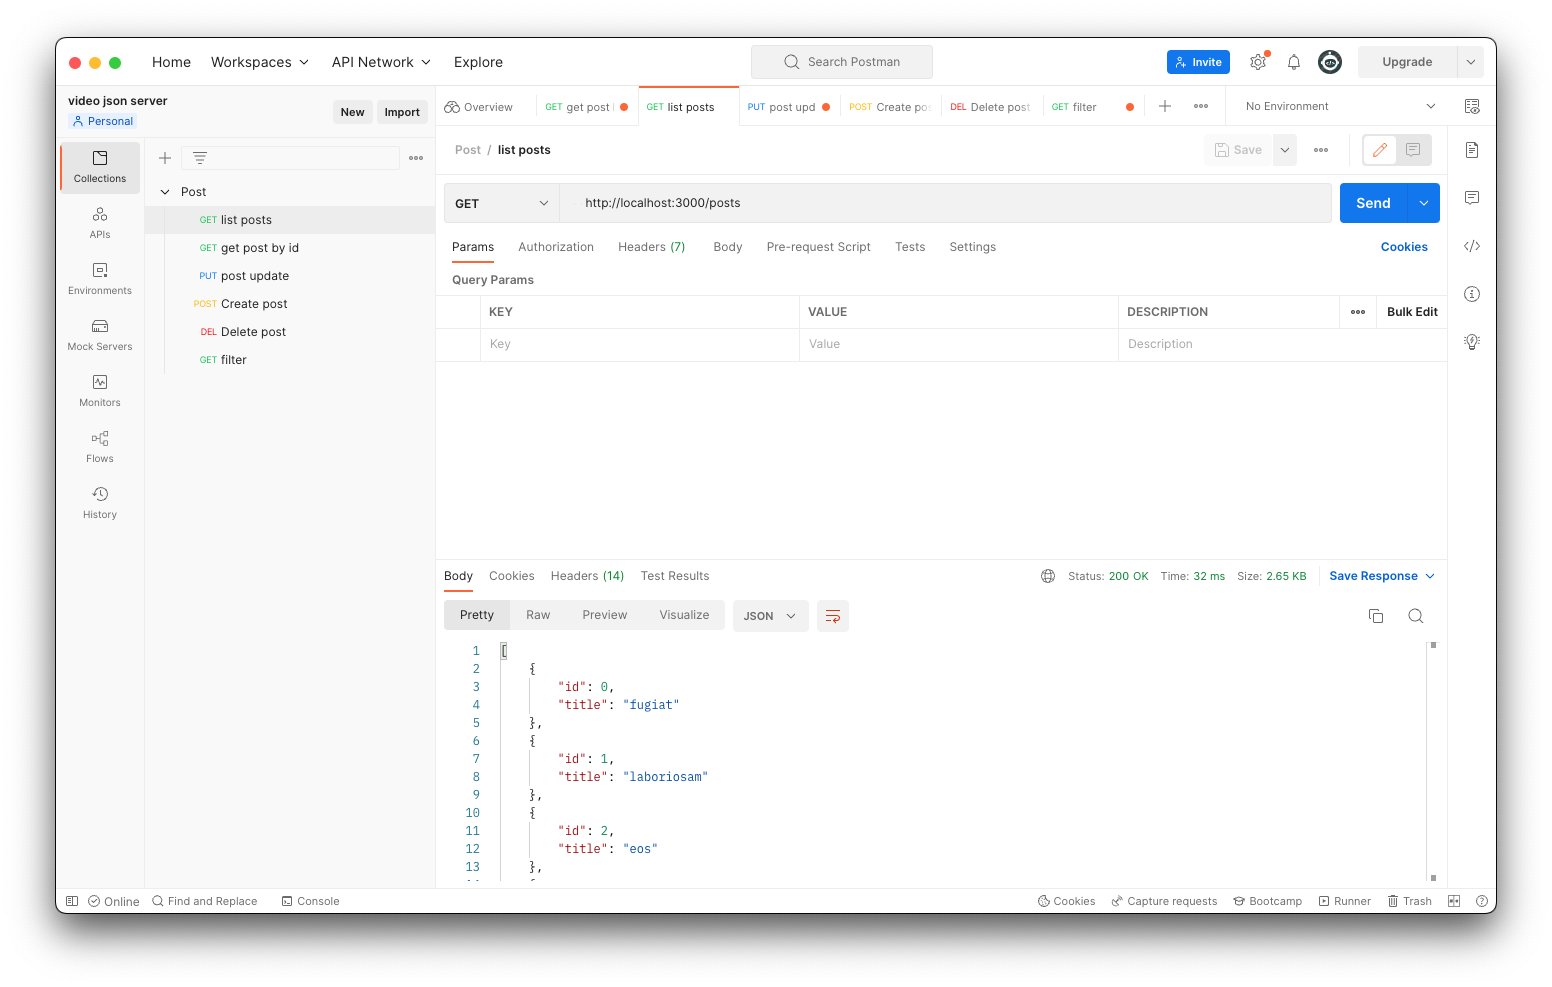 Home
Workspaces
API Network
Explore
Search Postman
Invite
Upgrade
video json server
Personal
New
Import
Overview
GET get post
GET list posts
PUT post upd
POST Create po
DEL Delete post
GET filter
No Environment
Collections
APIs
Environments
Mock Servers
Monitors
Flows
History
Post
GET list posts
GET get post by id
PUT post update
POST Create post
DEL Delete post
GET filter
Post / list posts
Save
GET
http://localhost:3000/posts
Send
Params
Authorization
Headers (7)
Body
Pre-request Script
Tests
Settings
Cookies
Query Params
KEY
VALUE
DESCRIPTION
Bulk Edit
Key
Value
Description
Body
Cookies
Headers (14)
Test Results
Status: 200 OK
Time: 32 ms
Size: 2.65 KB
Save Response
Pretty
Raw
Preview
Visualize
JSON
1 [
2 {
3 "id": 0,
4 "title": "fugiat"
5 },
6 {
7 "id": 1,
8 "title": "laboriosam"
9 },
10 {
11 "id": 2,
12 "title": "eos"
13 },
Online
Find and Replace
Console
Cookies
Capture requests
Bootcamp
Runner
Trash